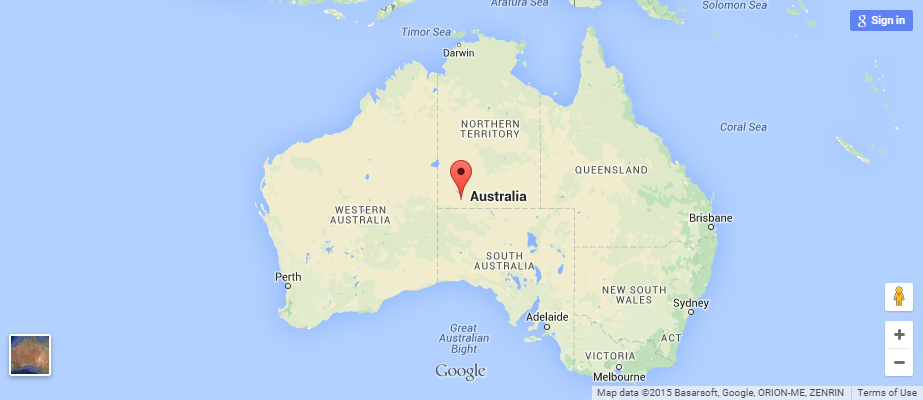 Arafura Sea
Solomon Sea
g Sign in
Timor Sea
Darwin
NORTHERN
TERRITORY
Coral Sea
QUEENSLAND
Australia
WESTERN
AUSTRALIA
Brisbane
SOUTH
AUSTRALIA
Perth
NEW SOUTH
WALES
Sydney
Adelaide
Great
Australian
Bight
ACT
VICTORIA
Google
Melbourne
Map data ©2015 Basarsoft, Google, ORION-ME, ZENRIN
Terms of Use